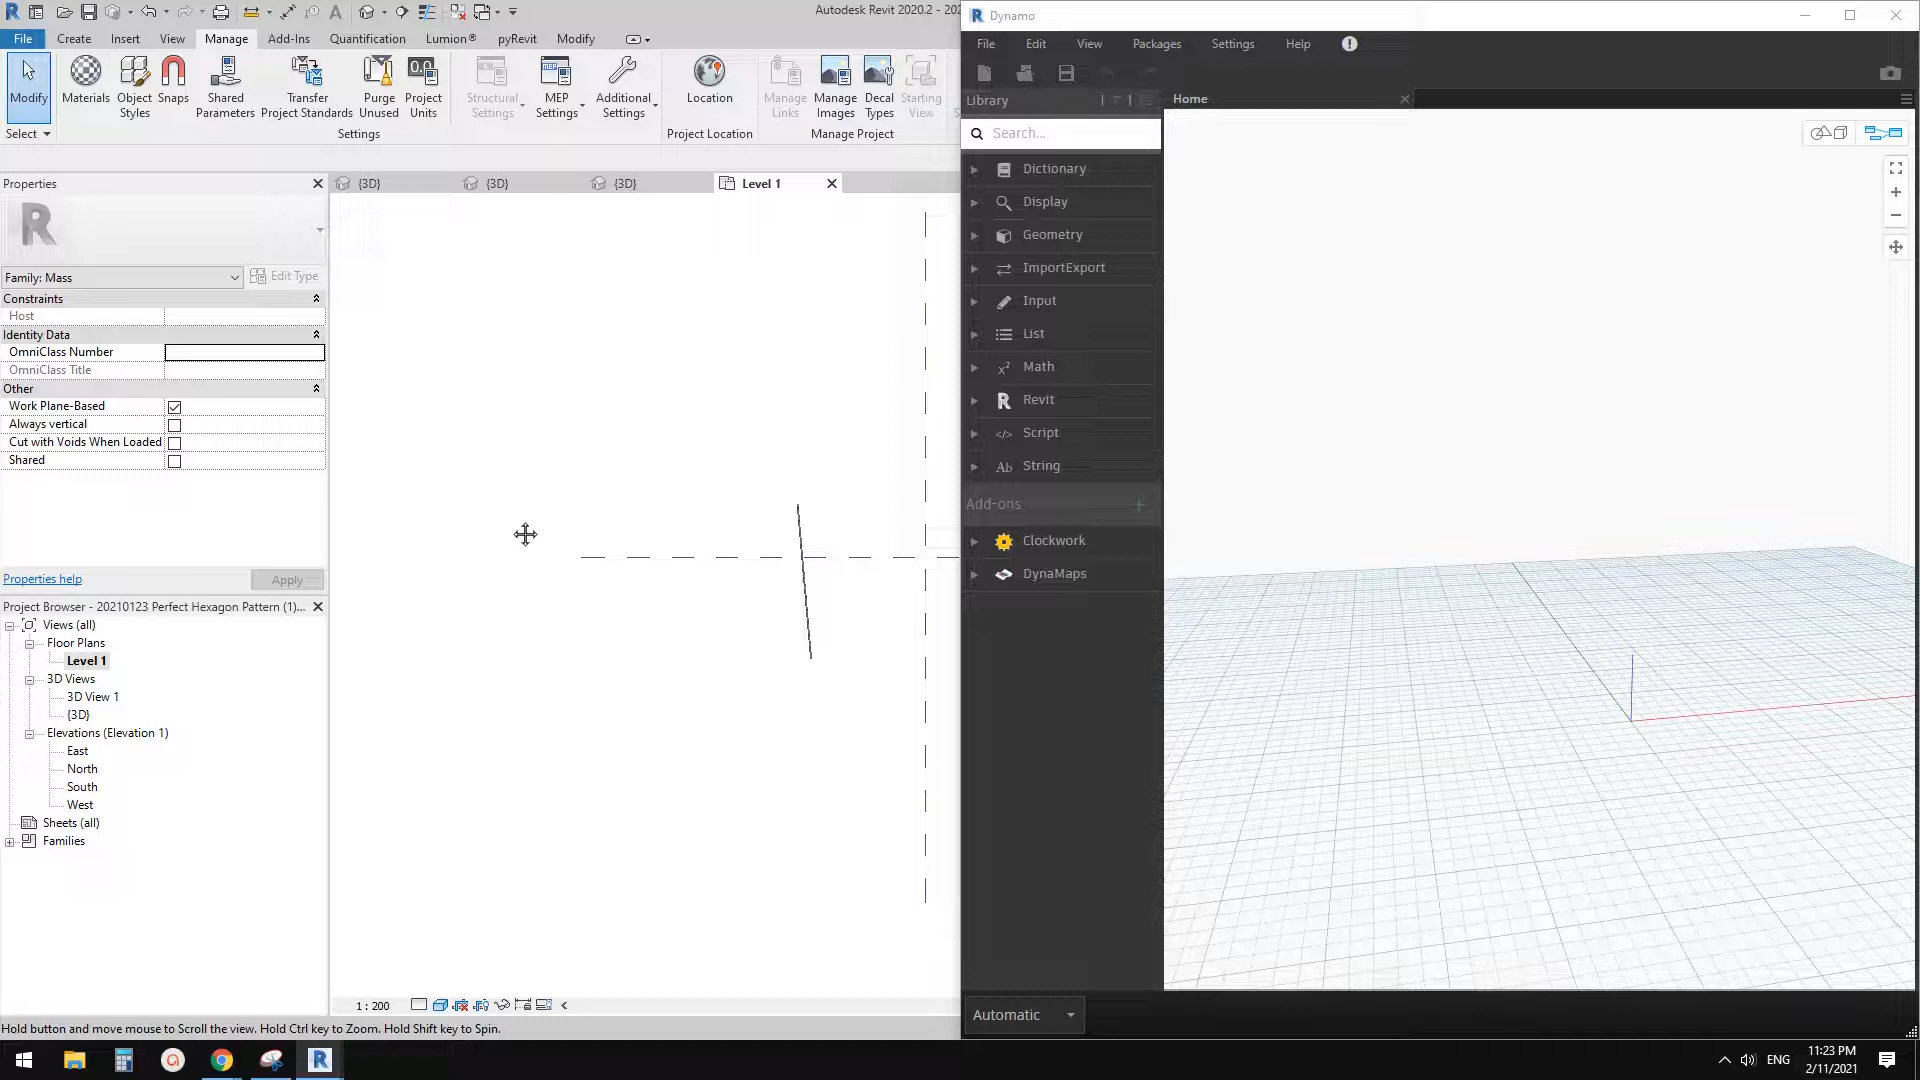 Autodesk Revit 2020.2 - 202
File
Create
Insert
View
Manage
Add-Ins
Quantification
Lumion®
pyRevit
Modify
Modify
Materials
Object
Styles
Snaps
Shared
Parameters
Transfer
Project Standards
Purge
Unused
Project
Units
Structural
Settings
MEP
Settings
Additional
Settings
Location
Manage
Links
Manage
Images
Decal
Types
Starting
View
Select
Settings
Project Location
Manage Project
Properties
{3D}
{3D}
{3D}
Level 1
Family: Mass
Edit Type
Constraints
Host
Identity Data
OmniClass Number
OmniClass Title
Other
Work Plane-Based
Always vertical
Cut with Voids When Loaded
Shared
Properties help
Apply
Project Browser - 20210123 Perfect Hexagon Pattern (1)...
Views (all)
Floor Plans
Level 1
3D Views
3D View 1
{3D}
Elevations (Elevation 1)
East
North
South
West
Sheets (all)
Families
1 : 200
Hold button and move mouse to Scroll the view. Hold Ctrl key to Zoom. Hold Shift key to Spin.
Dynamo
File
Edit
View
Packages
Settings
Help
Library
Home
Search...
Dictionary
Display
Geometry
ImportExport
Input
List
Math
Revit
Script
String
Add-ons
Clockwork
DynaMaps
Automatic
ENG
11:23 PM
2/11/2021